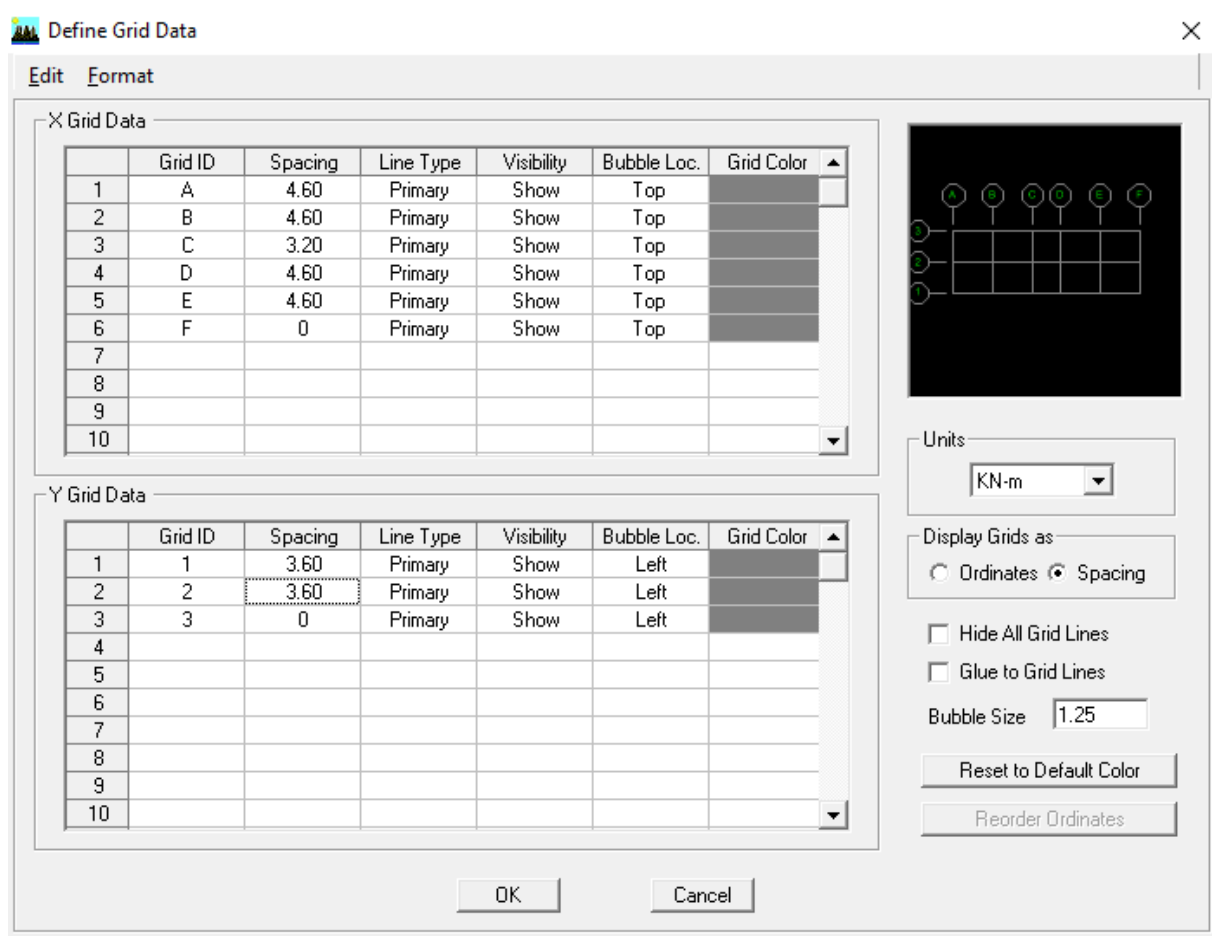 Define Grid Data
Edit Format
X Grid Data
Grid ID Spacing Line Type Visibility Bubble Loc. Grid Color
1 A 4.60 Primary Show Top
2 B 4.60 Primary Show Top
3 C 3.20 Primary Show Top
4 D 4.60 Primary Show Top
5 E 4.60 Primary Show Top
6 F 0 Primary Show Top
7
8
9
10
Y Grid Data
Grid ID Spacing Line Type Visibility Bubble Loc. Grid Color
1 1 3.60 Primary Show Left
2 2 3.60 Primary Show Left
3 3 0 Primary Show Left
4
5
6
7
8
9
10
A B C D E F
3
2
1
Units
KN-m
Display Grids as
Ordinates Spacing
Hide All Grid Lines
Glue to Grid Lines
Bubble Size 1.25
Reset to Default Color
Reorder Ordinates
OK Cancel